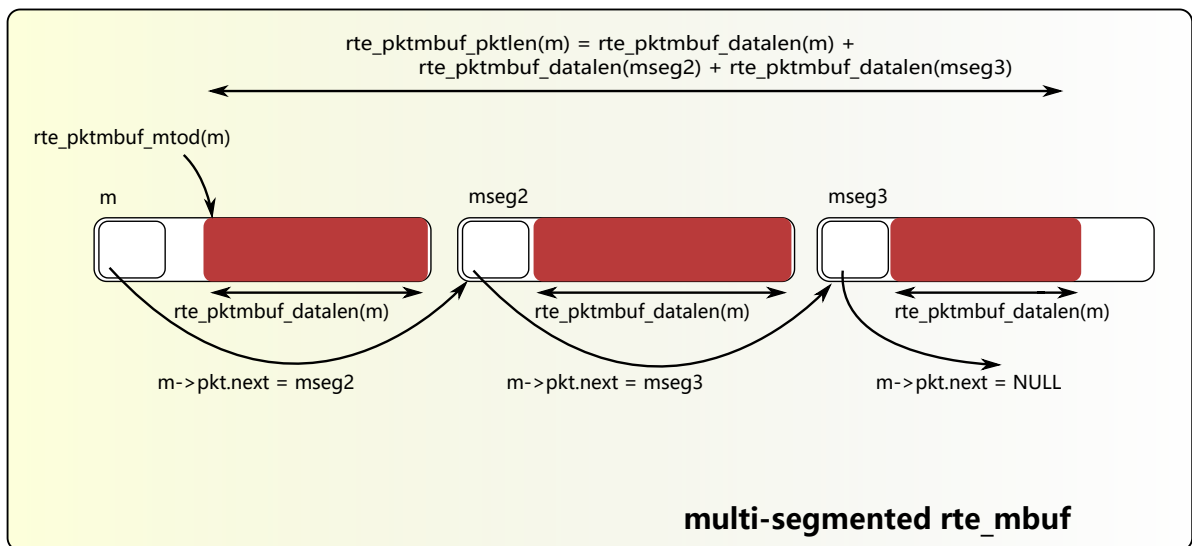 rte_pktmbuf_pktlen(m) = rte_pktmbuf_datalen(m) +
rte_pktmbuf_datalen(mseg2) + rte_pktmbuf_datalen(mseg3)
rte_pktmbuf_mtod(m)
m
mseg2
mseg3
rte_pktmbuf_datalen(m)
rte_pktmbuf_datalen(m)
rte_pktmbuf_datalen(m)
m->pkt.next = mseg2
m->pkt.next = mseg3
m->pkt.next = NULL
multi-segmented rte_mbuf